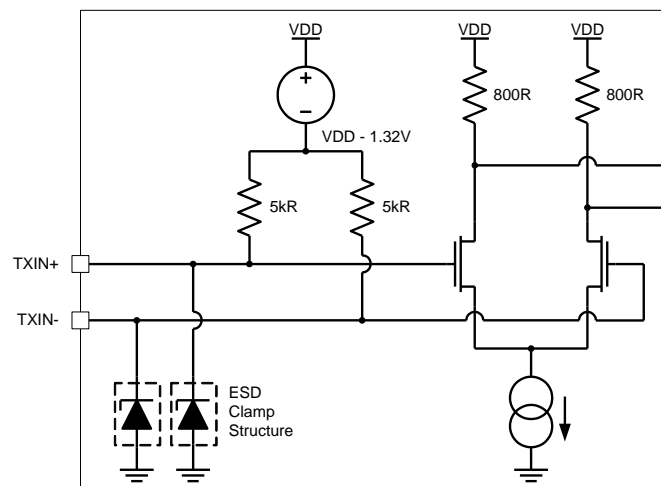 VDD
VDD
VDD
800R
800R
+
−
VDD - 1.32V
5kR
5kR
TXIN+
TXIN-
ESD
Clamp
Structure